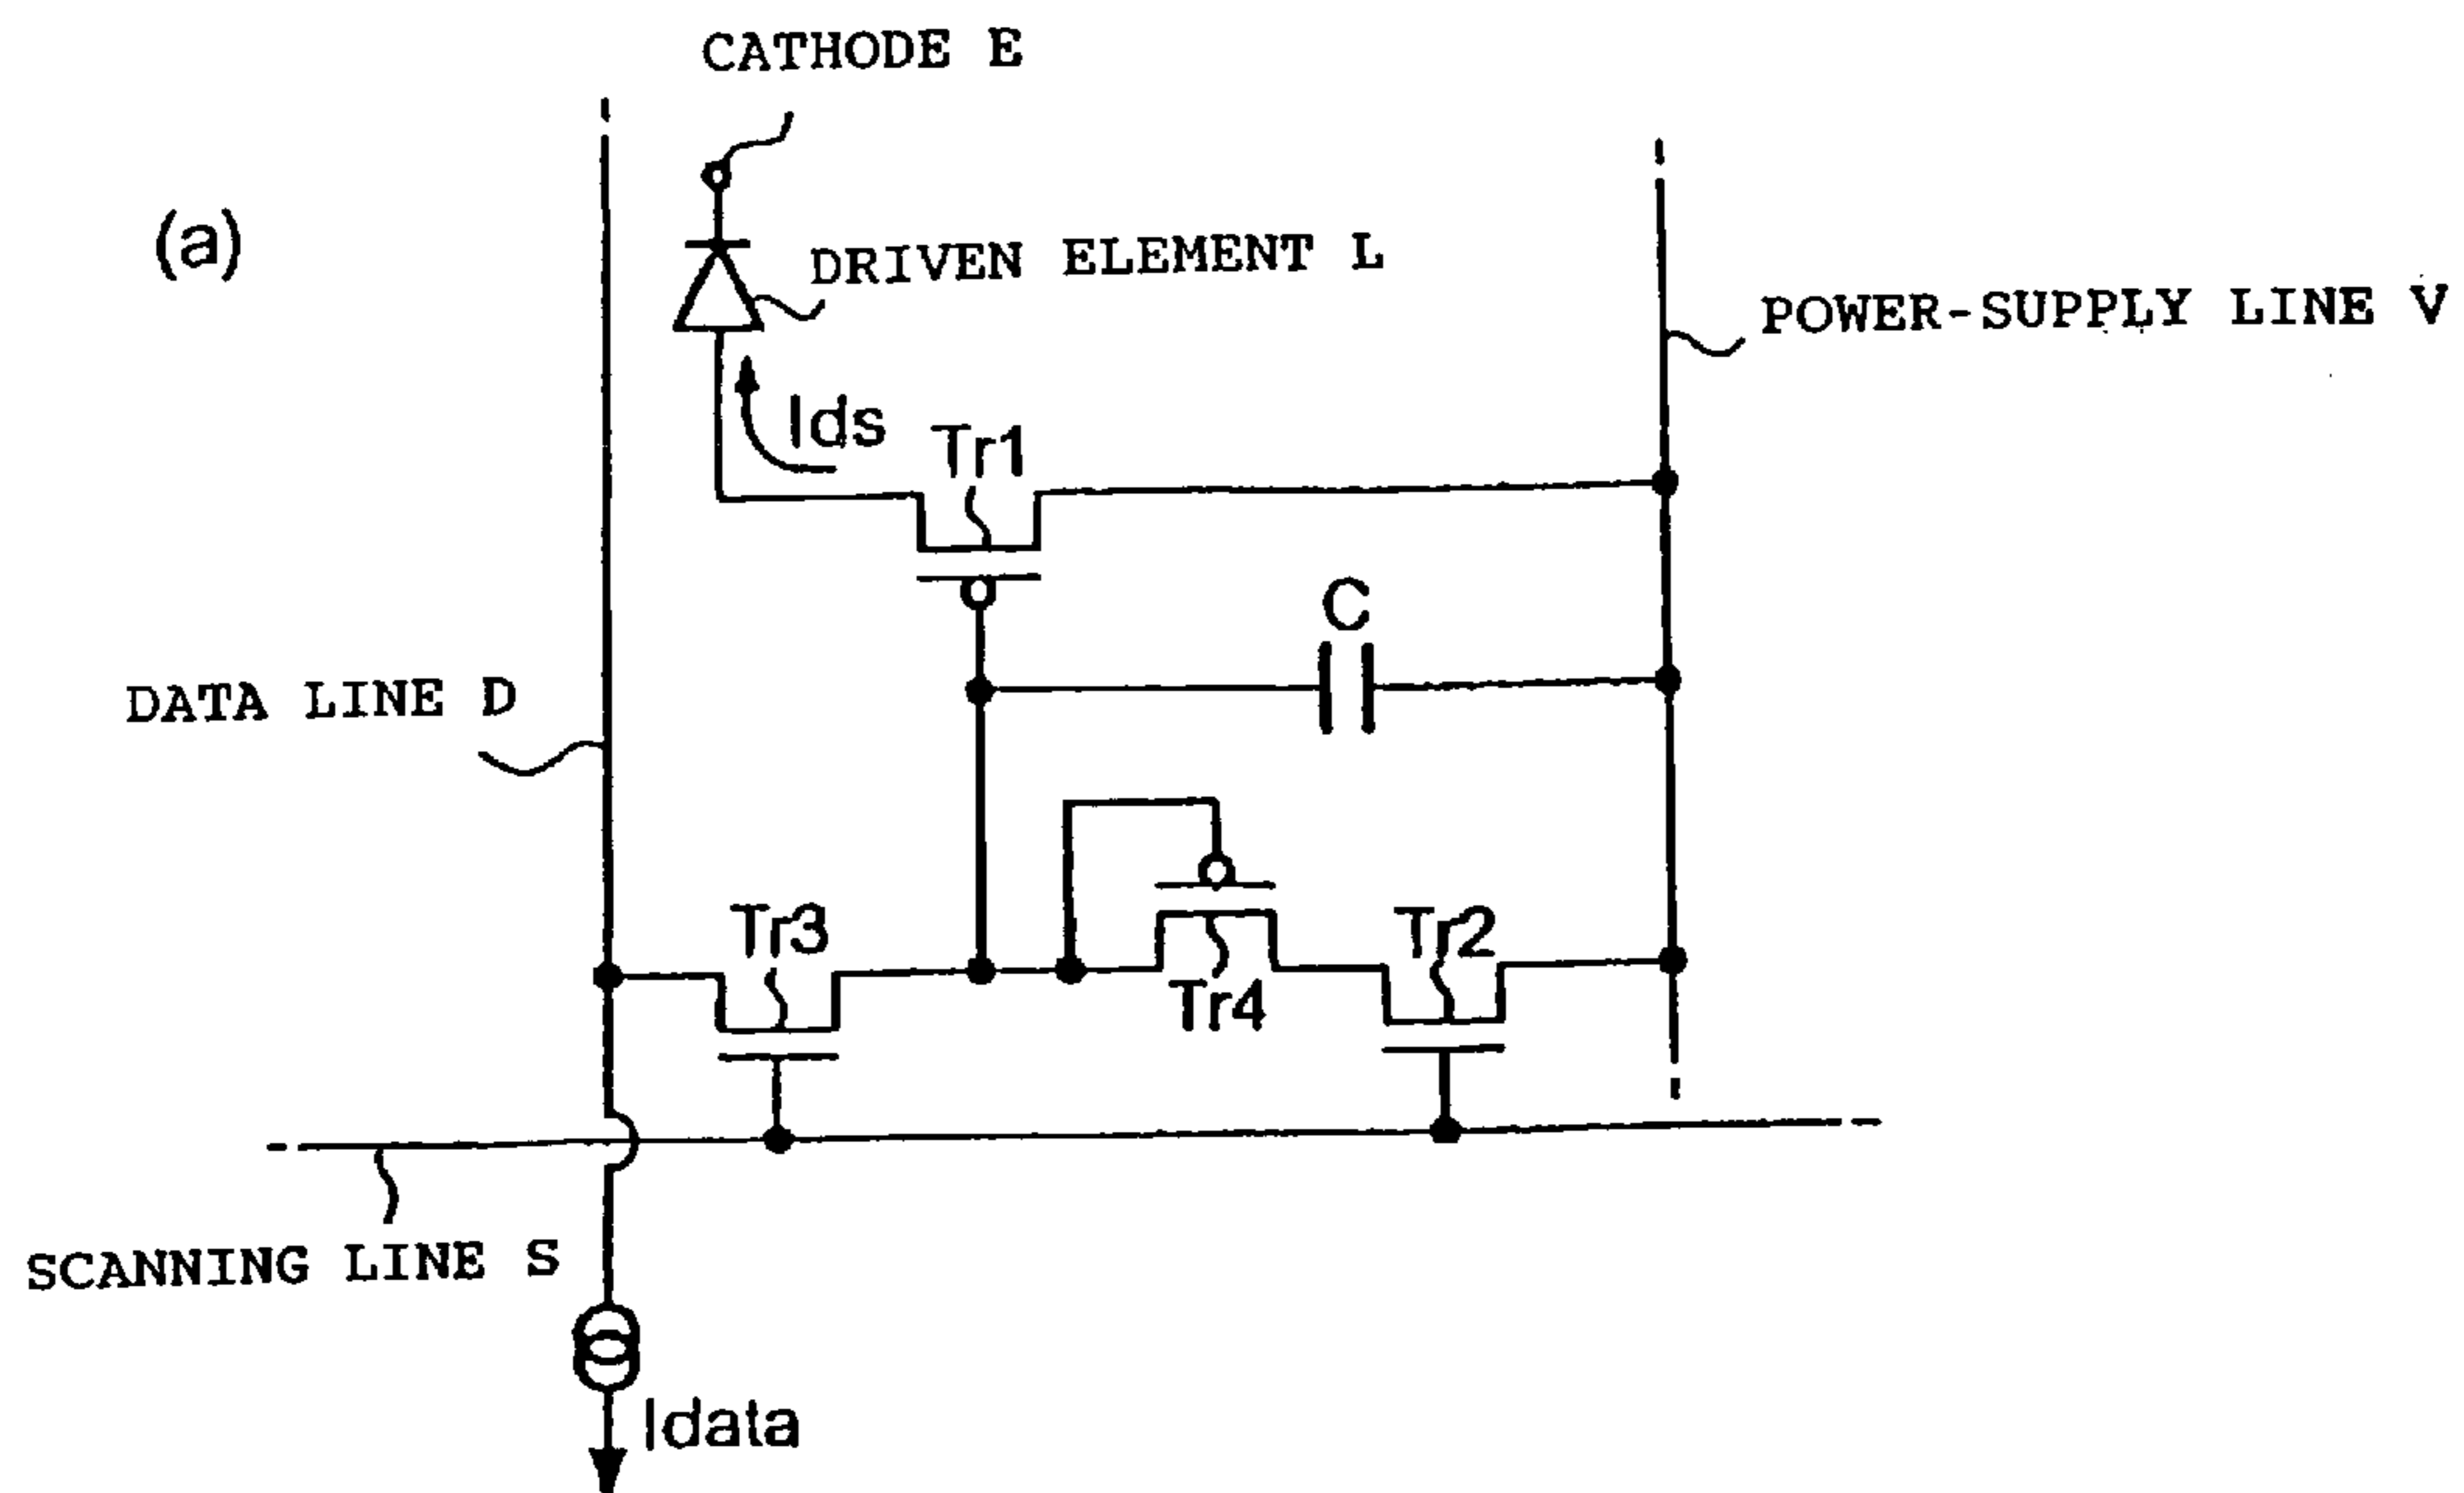 CATHODE E
(a)
DRIVEN ELEMENT L
POWER-SUPPLY LINE V
Ids
Tr1
C
DATA LINE D
Tr3
Tr2
Tr4
SCANNING LINE S
Idata